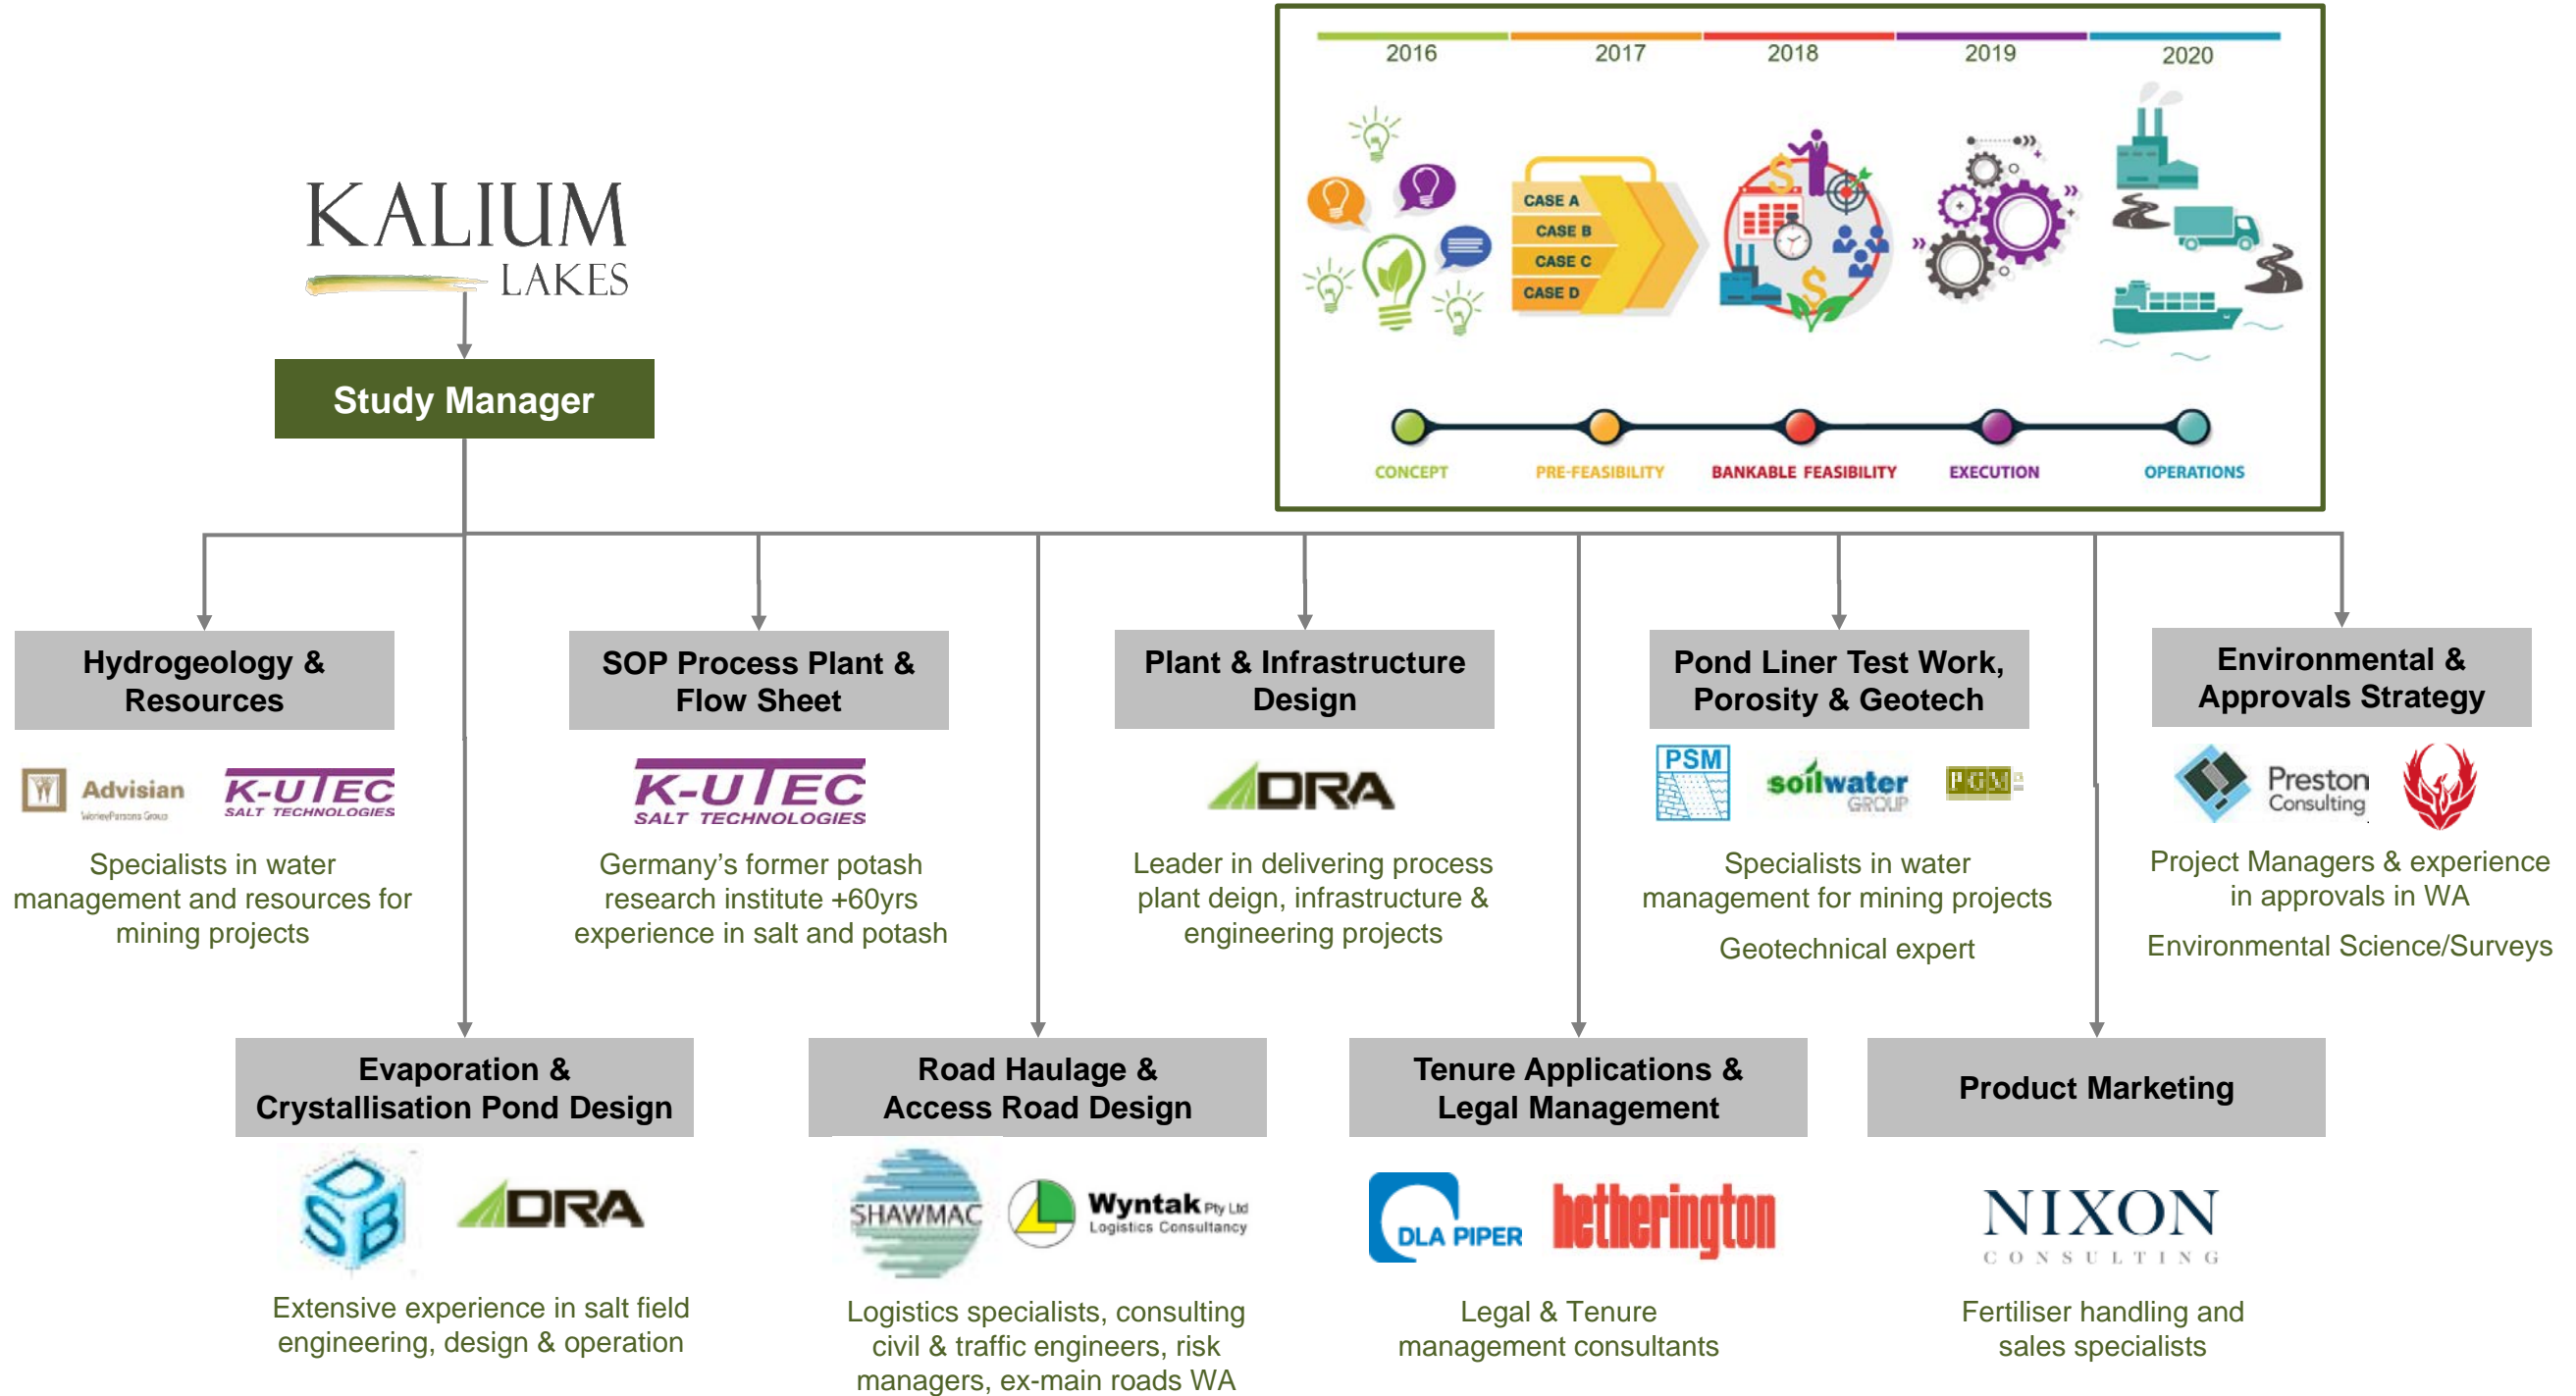 2016
2017
2018
2019
2020
CASE A
CASE B
CASE C
CASE D
CONCEPT
PRE-FEASIBILITY
BANKABLE FEASIBILITY
EXECUTION
OPERATIONS
KALIUM
LAKES
Study Manager
Hydrogeology &
Resources
Advisian
WorleyParsons Group
K-UTEC
SALT TECHNOLOGIES
Specialists in water
management and resources for
mining projects
SOP Process Plant &
Flow Sheet
K-UTEC
SALT TECHNOLOGIES
Germany’s former potash
research institute +60yrs
experience in salt and potash
Plant & Infrastructure
Design
DRA
Leader in delivering process
plant deign, infrastructure &
engineering projects
Pond Liner Test Work,
Porosity & Geotech
PSM
soilwater
GROUP
PGM
Specialists in water
management for mining projects
Geotechnical expert
Environmental &
Approvals Strategy
Preston
Consulting
Project Managers & experience
in approvals in WA
Environmental Science/Surveys
Evaporation &
Crystallisation Pond Design
DSB
DRA
Extensive experience in salt field
engineering, design & operation
Road Haulage &
Access Road Design
SHAWMAC
Wyntak Pty Ltd
Logistics Consultancy
Logistics specialists, consulting
civil & traffic engineers, risk
managers, ex-main roads WA
Tenure Applications &
Legal Management
DLA PIPER
hetherington
Legal & Tenure
management consultants
Product Marketing
NIXON
CONSULTING
Fertiliser handling and
sales specialists